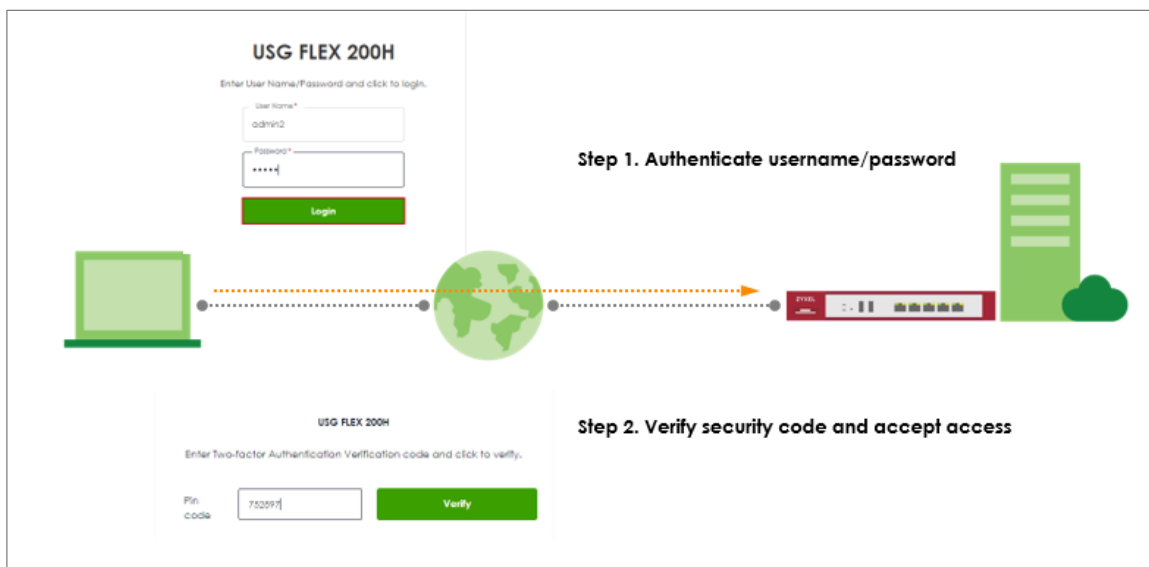 USG FLEX 200H
Enter User Name/Password and click to login.
User Name*
admin2
Password*
•••••
Login
Step 1. Authenticate username/password
ZYXEL
USG FLEX 200H
Step 2. Verify security code and accept access
Enter Two-factor Authentication Verification code and click to verify.
Pin
code
752897
Verify